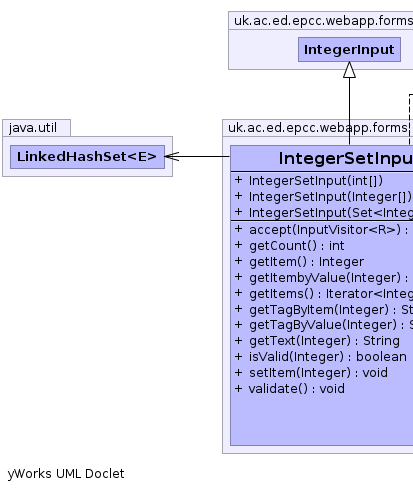 uk.ac.ed.epcc.webapp.forms
IntegerInput
java.util
LinkedHashSet<E>
uk.ac.ed.epcc.webapp.forms
IntegerSetInpu
+ IntegerSetInput(int[])
+ IntegerSetInput(Integer[])
+ IntegerSetInput(Set<Integ
+ accept(InputVisitor<R>) :
+ getCount() : int
+ getItem() : Integer
+ getItembyValue(Integer) :
+ getItems() : Iterator<Integ
+ getTagByItem(Integer) : St
+ getTagByValue(Integer) : S
+ getText(Integer) : String
+ isValid(Integer) : boolean
+ setItem(Integer) : void
+ validate() : void
yWorks UML Doclet